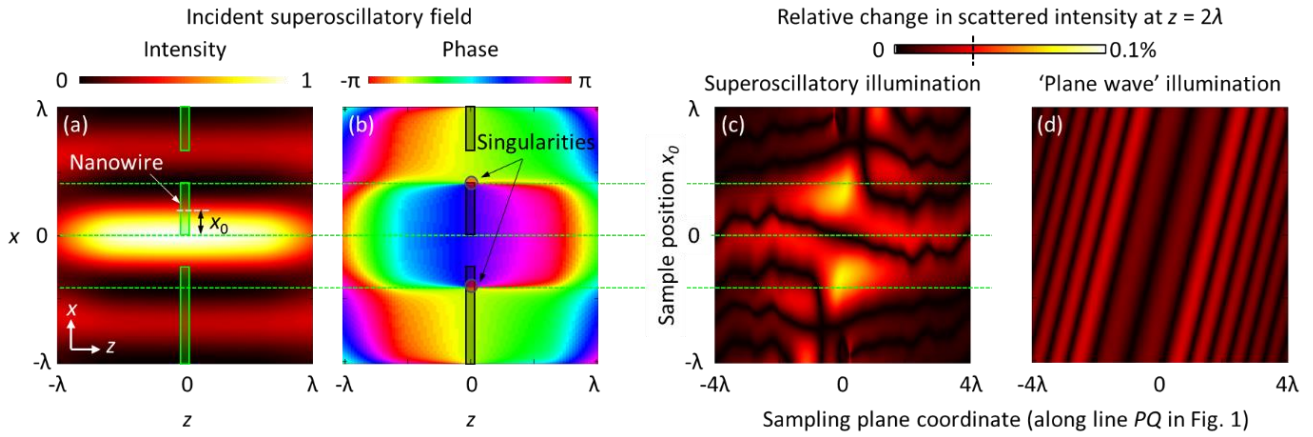 Incident superoscillatory field
Intensity
0 1
Phase
-π π
Relative change in scattered intensity at z = 2λ
0 0.1%
Superoscillatory illumination
'Plane wave' illumination
(a)
(b)
(c)
(d)
Nanowire
x₀
Singularities
x
z
λ
x 0
-λ
-λ 0 λ
z
-λ 0 λ
z
Sample position x₀
λ
0
-λ
-4λ 0 4λ
-4λ 0 4λ
Sampling plane coordinate (along line PQ in Fig. 1)